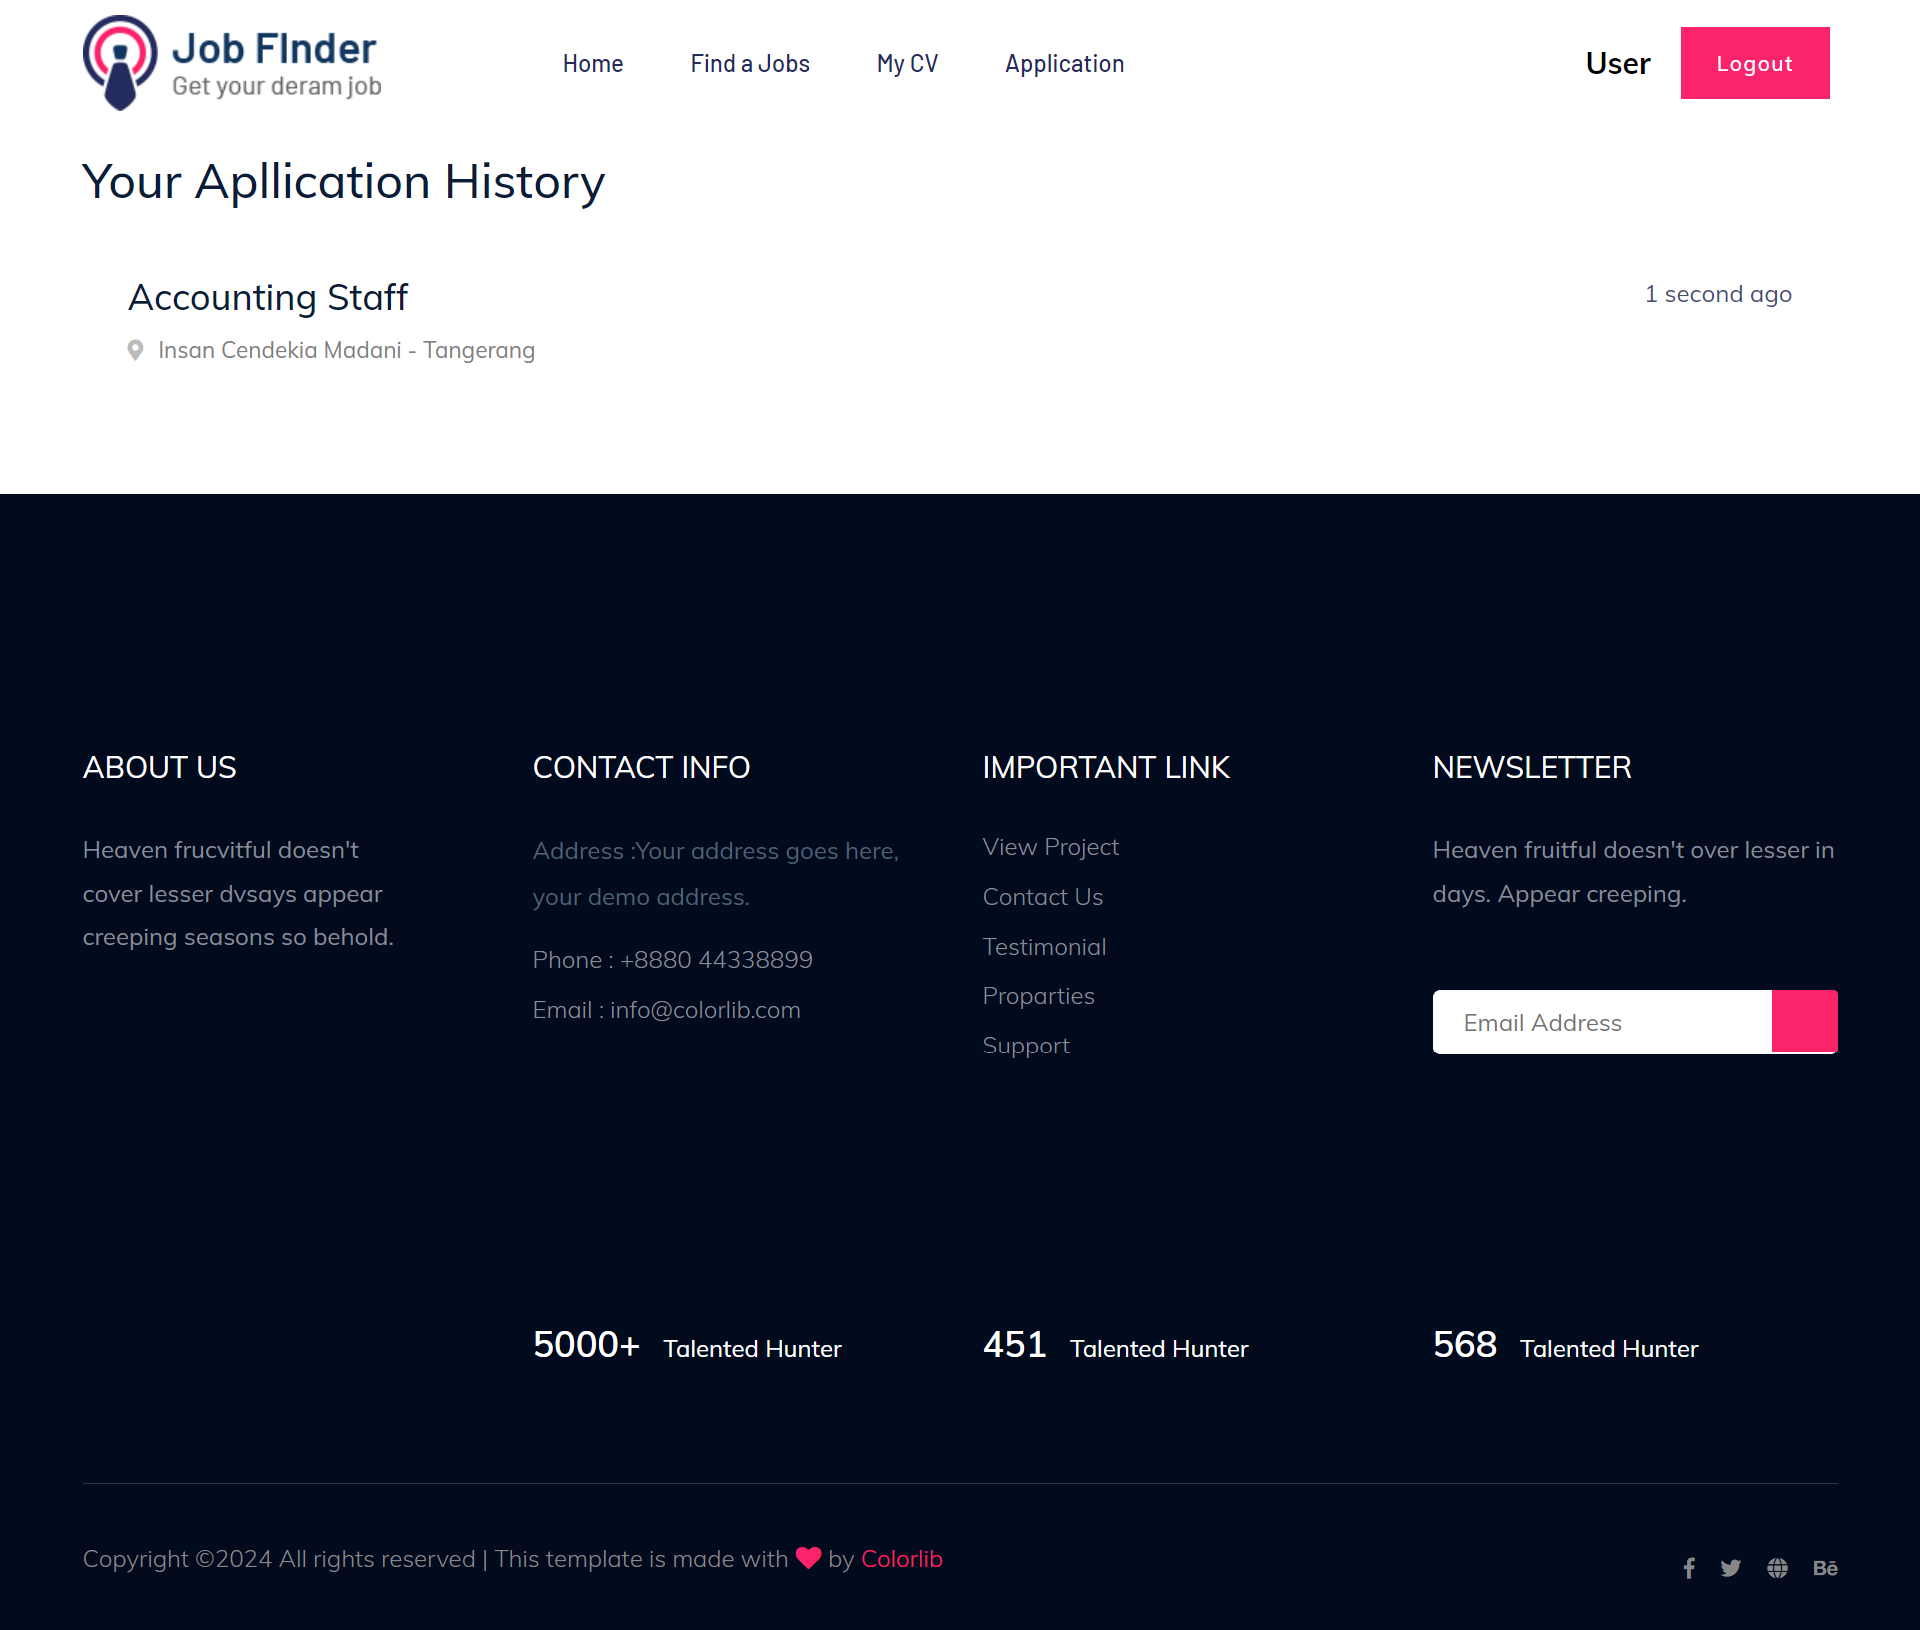 Job FInder
Get your deram job
Home
Find a Jobs
My CV
Application
User
Logout
Your Apllication History
Accounting Staff
1 second ago
Insan Cendekia Madani - Tangerang
ABOUT US
Heaven frucvitful doesn't
cover lesser dvsays appear
creeping seasons so behold.
CONTACT INFO
Address :Your address goes here,
your demo address.
Phone : +8880 44338899
Email : info@colorlib.com
IMPORTANT LINK
View Project
Contact Us
Testimonial
Proparties
Support
NEWSLETTER
Heaven fruitful doesn't over lesser in
days. Appear creeping.
Email Address
5000+ Talented Hunter
451 Talented Hunter
568 Talented Hunter
Copyright ©2024 All rights reserved | This template is made with ♥ by Colorlib